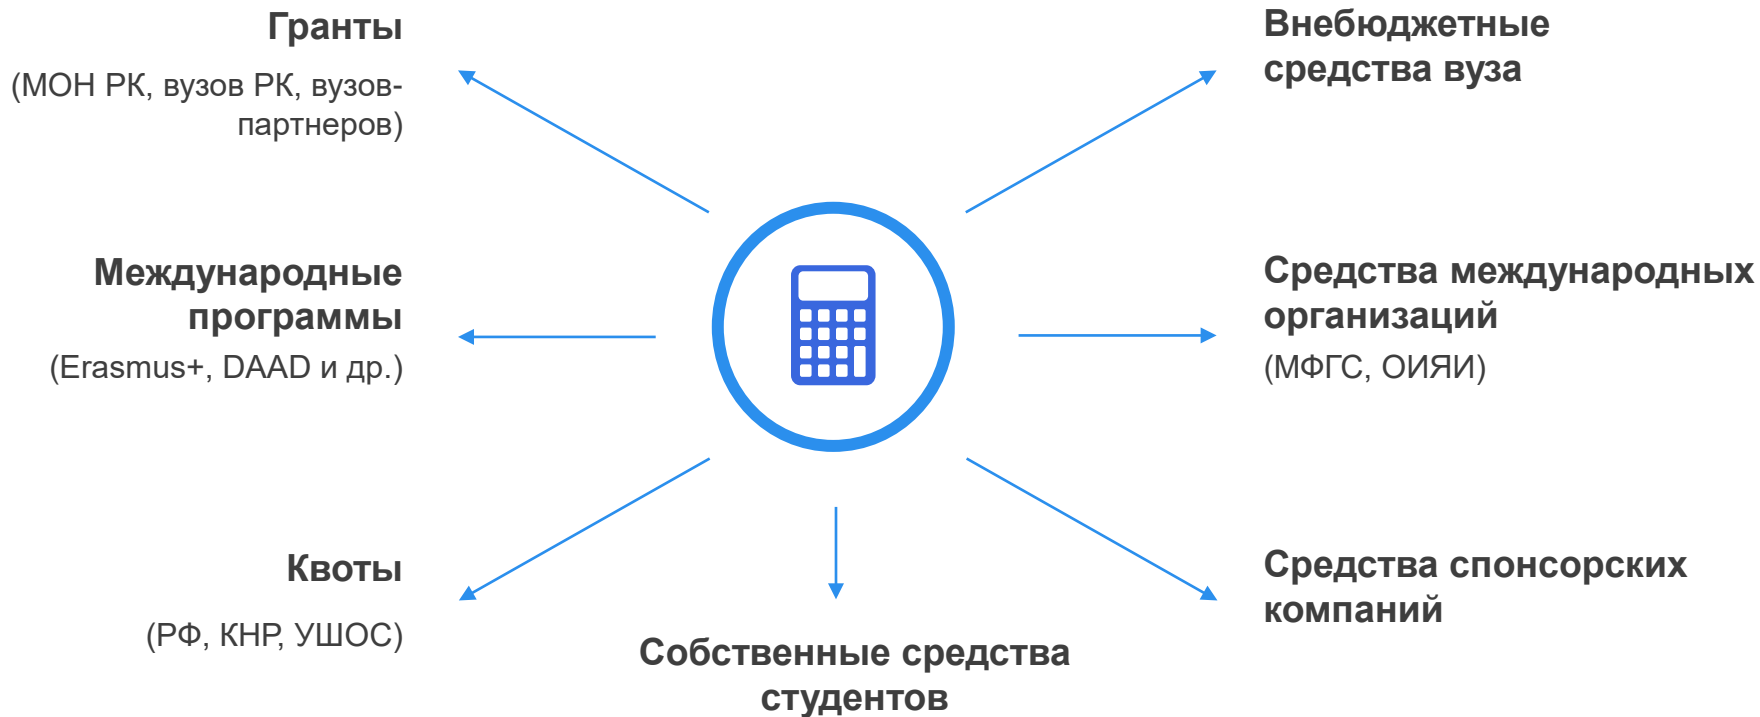 Гранты
(МОН РК, вузов РК, вузов-
партнеров)
Международные
программы
(Erasmus+, DAAD и др.)
Квоты
(РФ, КНР, УШОС)
Собственные средства
студентов
Внебюджетные
средства вуза
Средства международных
организаций
(МФГС, ОИЯИ)
Средства спонсорских
компаний